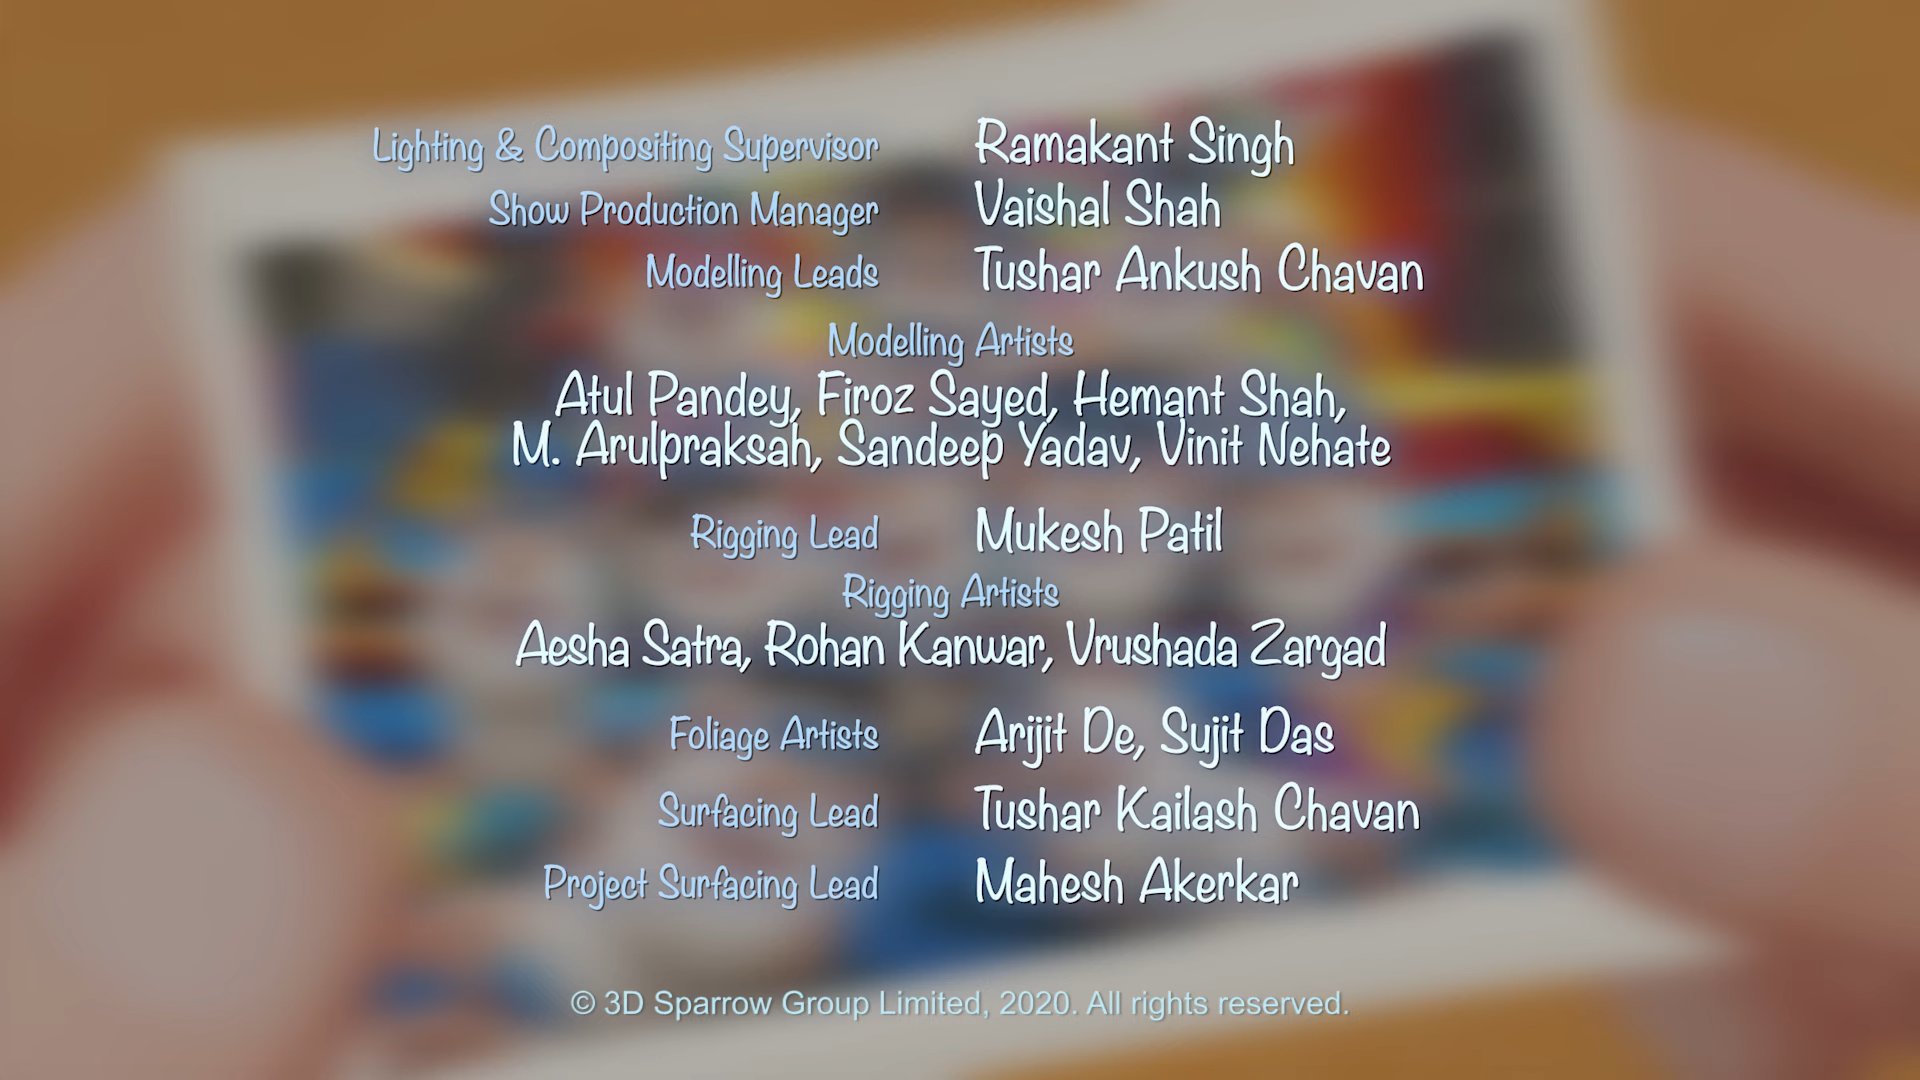 Lighting & Compositing Supervisor Ramakant Singh
Show Production Manager Vaishal Shah
Modelling Leads Tushar Ankush Chavan
Modelling Artists
Atul Pandey, Firoz Sayed, Hemant Shah,
M. Arulpraksah, Sandeep Yadav, Vinit Nehate
Rigging Lead Mukesh Patil
Rigging Artists
Aesha Satra, Rohan Kanwar, Vrushada Zargad
Foliage Artists Arijit De, Sujit Das
Surfacing Lead Tushar Kailash Chavan
Project Surfacing Lead Mahesh Akerkar
© 3D Sparrow Group Limited, 2020. All rights reserved.